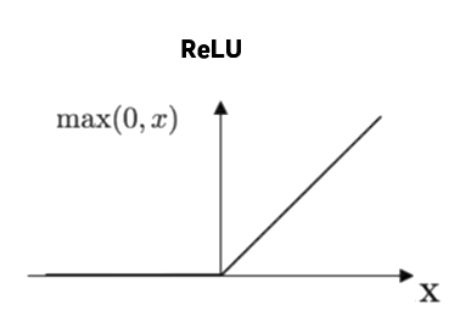 ReLU
max(0, x)
x